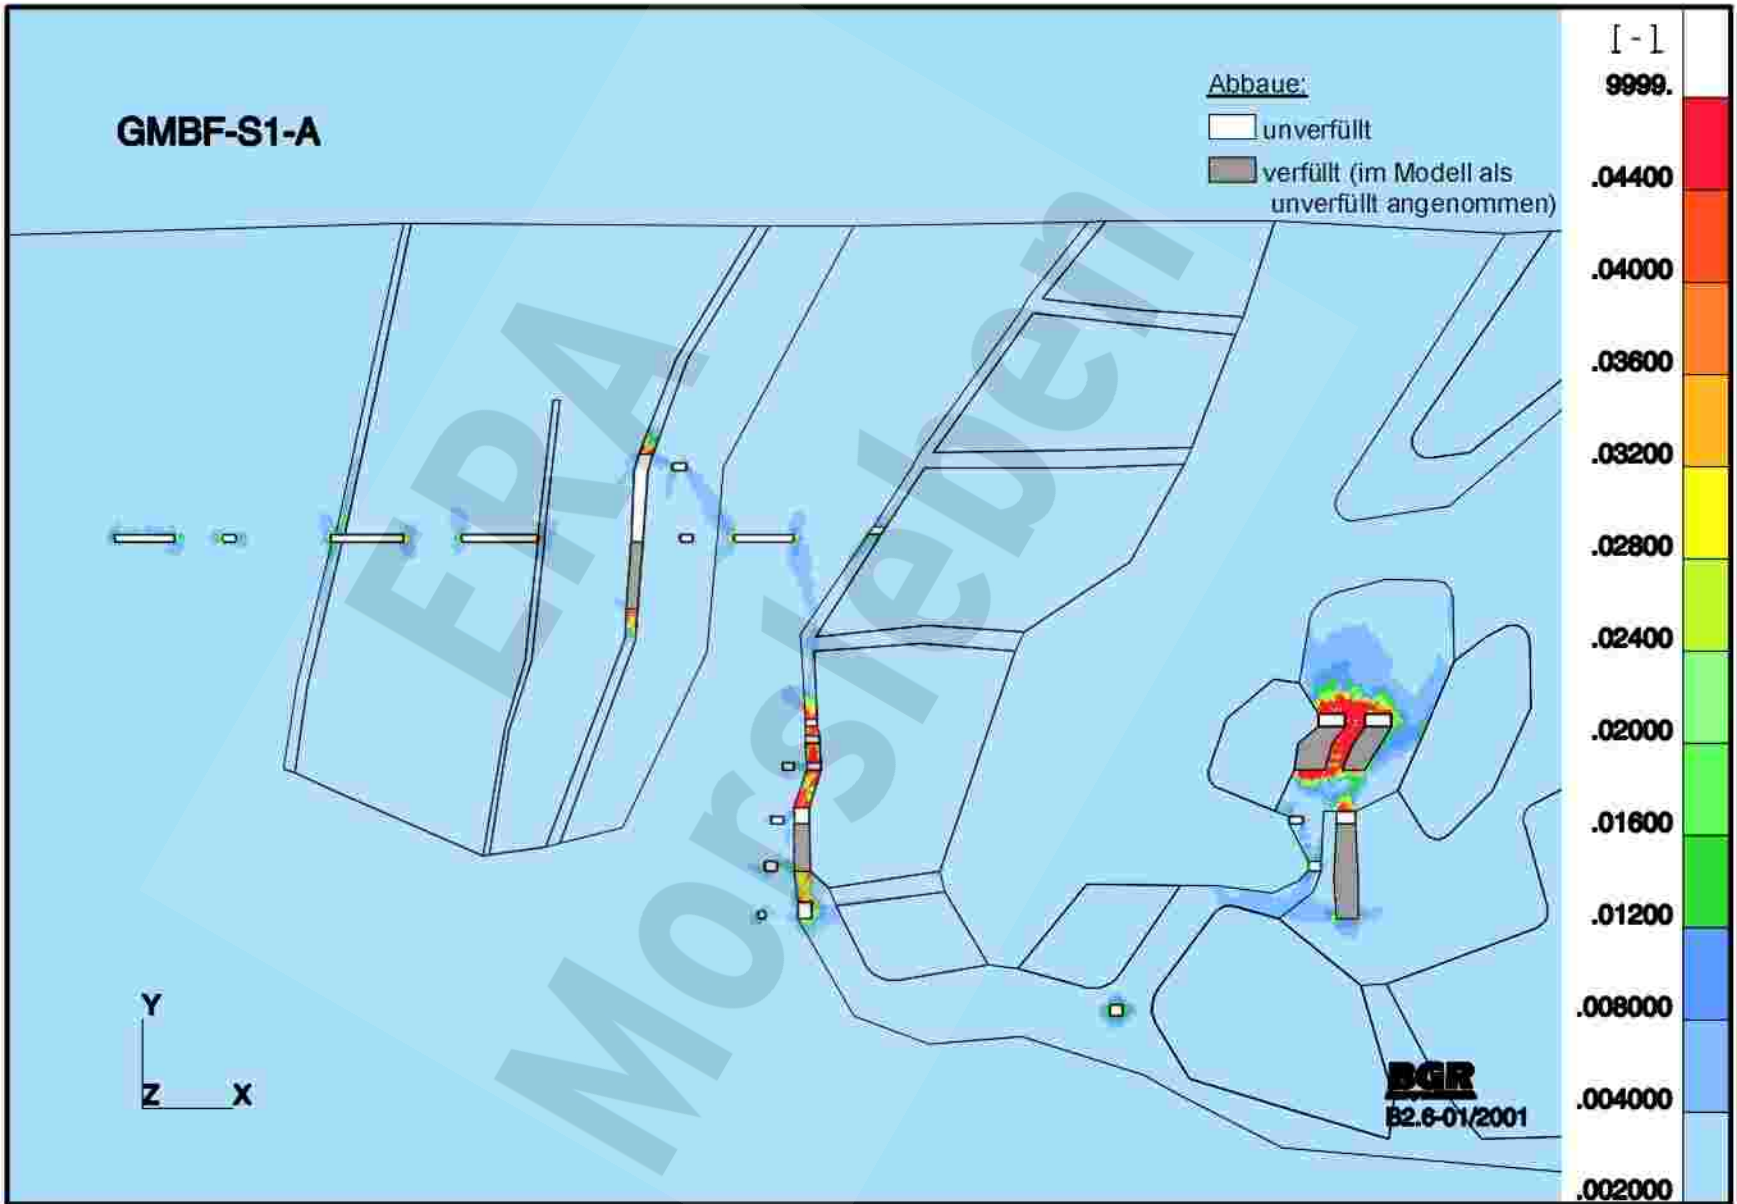 GMBF-S1-A
Abbaue:
unverfüllt
verfüllt (im Modell als
unverfüllt angenommen)
[-]
9999.
.04400
.04000
.03600
.03200
.02800
.02400
.02000
.01600
.01200
.008000
.004000
.002000
ERA
Morsleben
Y
Z X
BGR
B2.6-01/2001